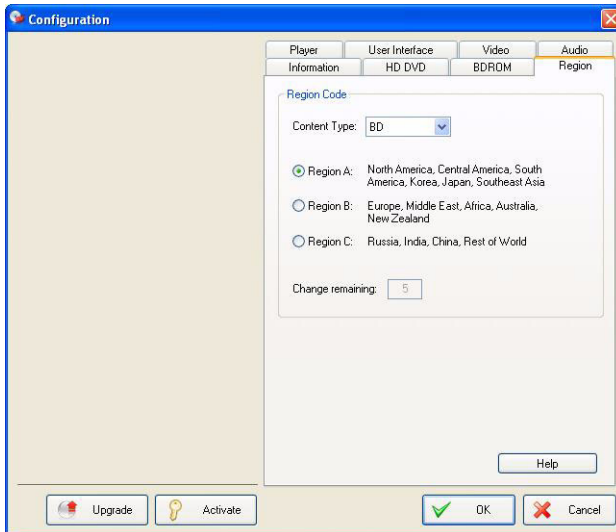 Configuration
Player User Interface Video Audio
Information HD DVD BDROM Region
Region Code
Content Type: BD
Region A: North America, Central America, South
America, Korea, Japan, Southeast Asia
Region B: Europe, Middle East, Africa, Australia,
New Zealand
Region C: Russia, India, China, Rest of World
Change remaining: 5
Help
Upgrade Activate OK Cancel